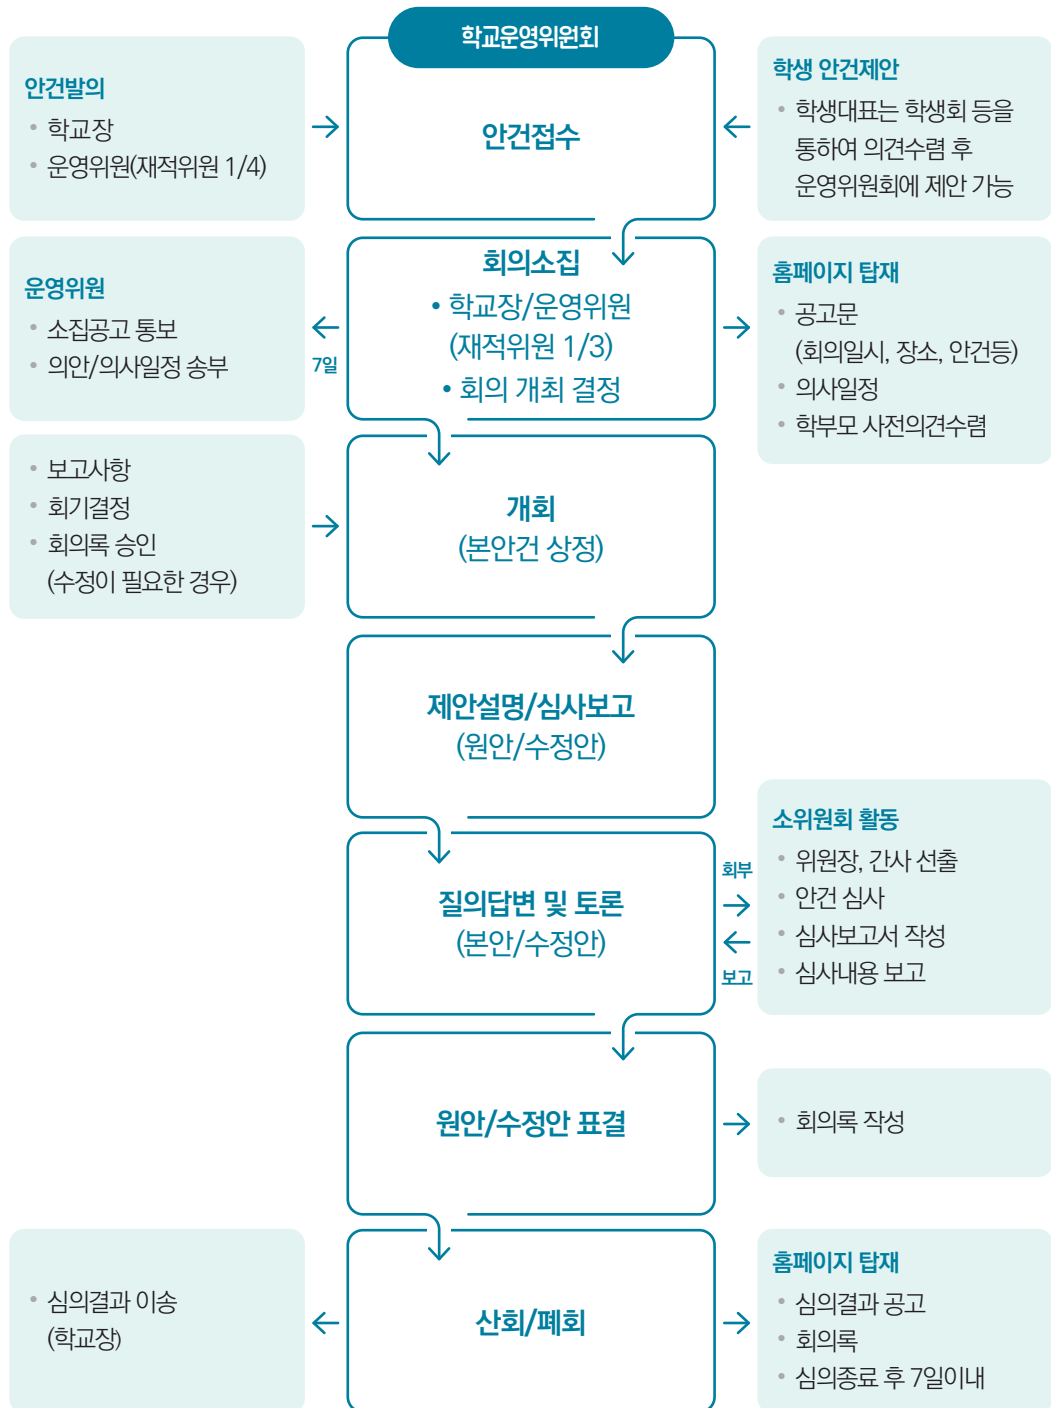 학교운영위원회
안건발의
• 학교장
• 운영위원(재적위원 1/4)
안건접수
학생 안건제안
• 학생대표는 학생회 등을
통하여 의견수렴 후
운영위원회에 제안 가능
운영위원
• 소집공고 통보
• 의안/의사일정 송부
7일
회의소집
• 학교장/운영위원
(재적위원 1/3)
• 회의 개최 결정
홈페이지 탑재
• 공고문
(회의일시, 장소, 안건등)
• 의사일정
• 학부모 사전의견수렴
• 보고사항
• 회기결정
• 회의록 승인
(수정이 필요한 경우)
개회
(본안건 상정)
제안설명/심사보고
(원안/수정안)
질의답변 및 토론
(본안/수정안)
회부
보고
소위원회 활동
• 위원장, 간사 선출
• 안건 심사
• 심사보고서 작성
• 심사내용 보고
원안/수정안 표결
• 회의록 작성
• 심의결과 이송
(학교장)
산회/폐회
홈페이지 탑재
• 심의결과 공고
• 회의록
• 심의종료 후 7일이내